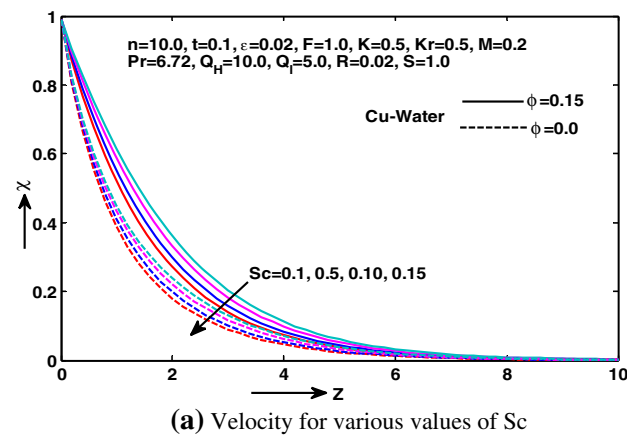 n=10.0, t=0.1, ε=0.02, F=1.0, K=0.5, Kr=0.5, M=0.2
Pr=6.72, Q_H=10.0, Q_I=5.0, R=0.02, S=1.0
Cu-Water
ϕ=0.15
ϕ=0.0
Sc=0.1, 0.5, 0.10, 0.15
1
0.8
0.6
0.4
0.2
0
χ
0 2 4 6 8 10
z
(a) Velocity for various values of Sc